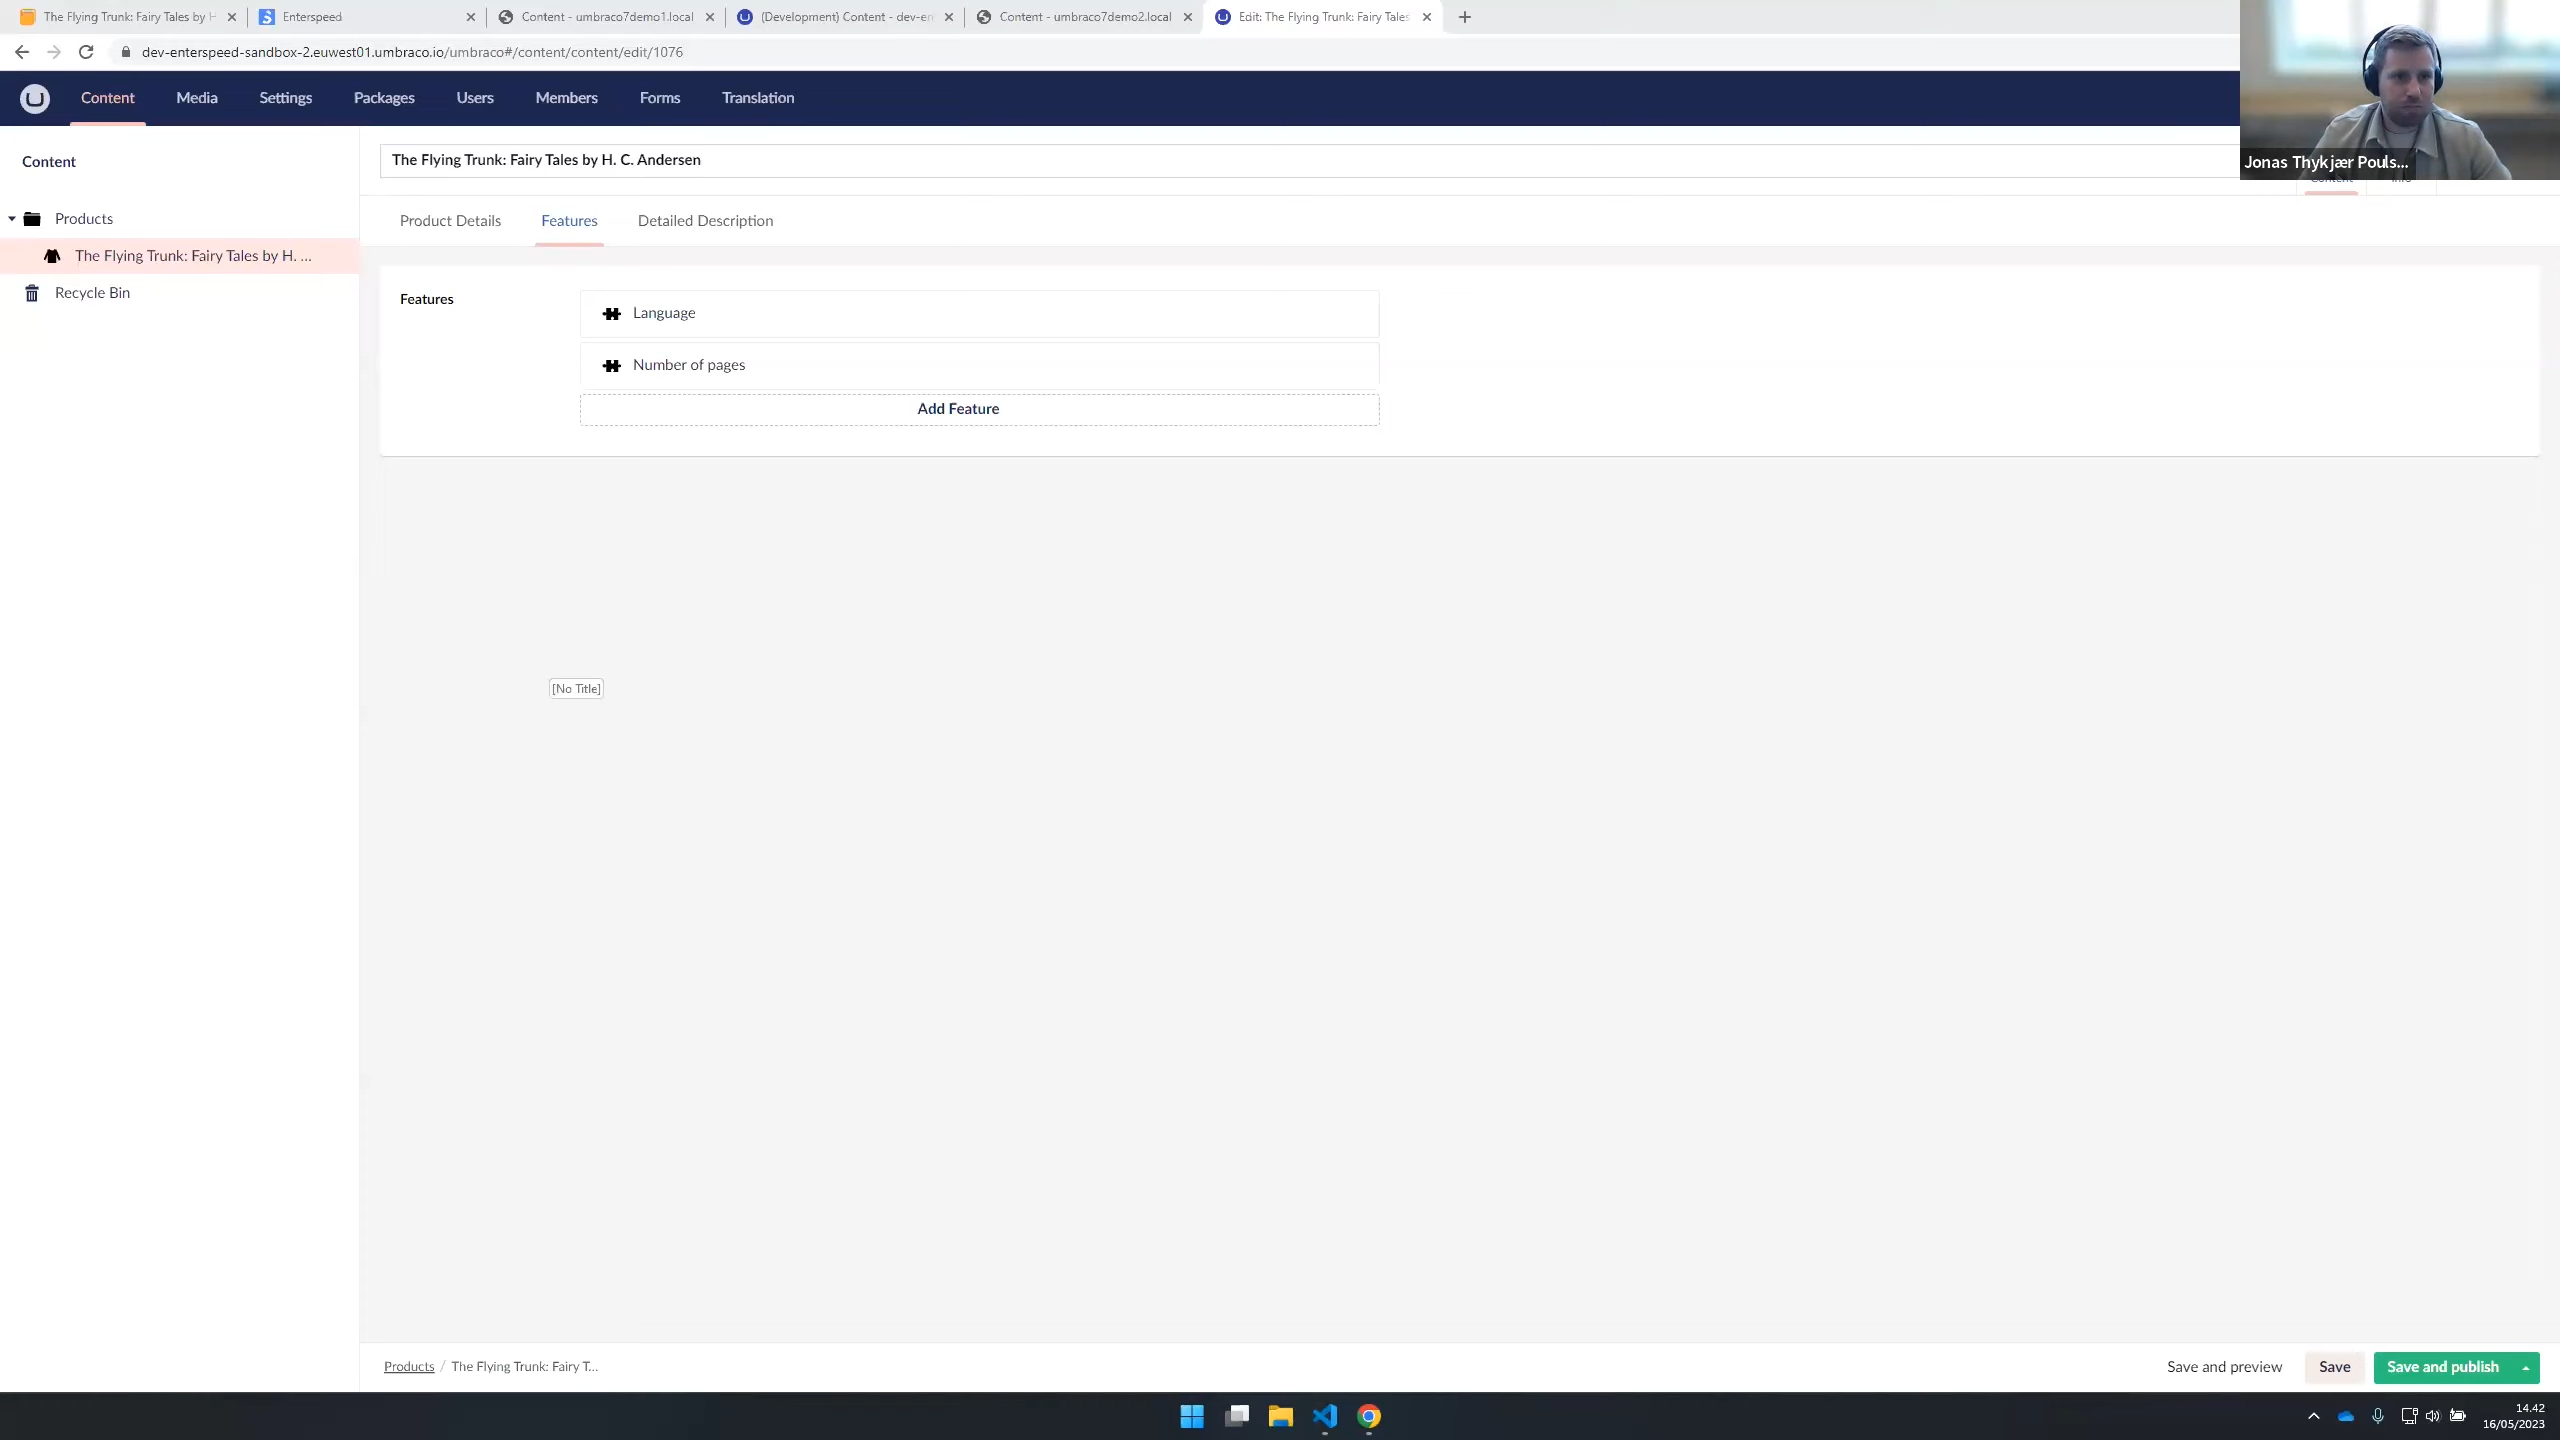 The Flying Trunk: Fairy Tales by H
Enterspeed
Content - umbraco7demo1.local
(Development) Content - dev-en
Content - umbraco7demo2.local
Edit: The Flying Trunk: Fairy Tales
dev-enterspeed-sandbox-2.euwest01.umbraco.io/umbraco#/content/content/edit/1076
Content
Media
Settings
Packages
Users
Members
Forms
Translation
Jonas Thykjær Pouls...
Content
The Flying Trunk: Fairy Tales by H. C. Andersen
Content
Info
Products
The Flying Trunk: Fairy Tales by H. ...
Recycle Bin
Product Details
Features
Detailed Description
Features
Language
Number of pages
Add Feature
[No Title]
Products / The Flying Trunk: Fairy T...
Save and preview
Save
Save and publish
14.42
16/05/2023